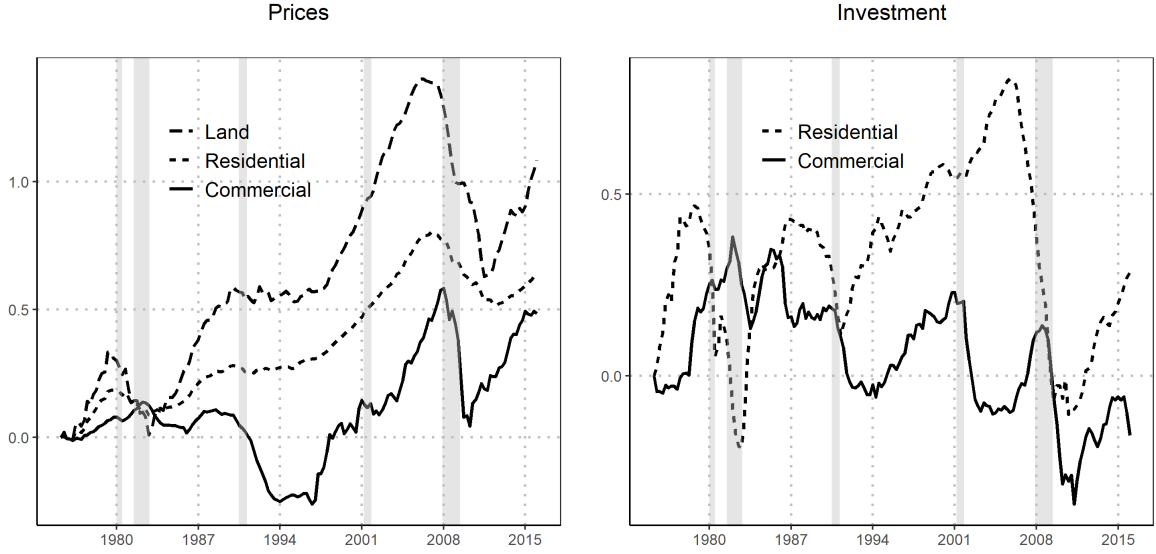 Prices
Land
Residential
Commercial
1.0
0.5
0.0
1980 1987 1994 2001 2008 2015
Investment
Residential
Commercial
0.5
0.0
1980 1987 1994 2001 2008 2015